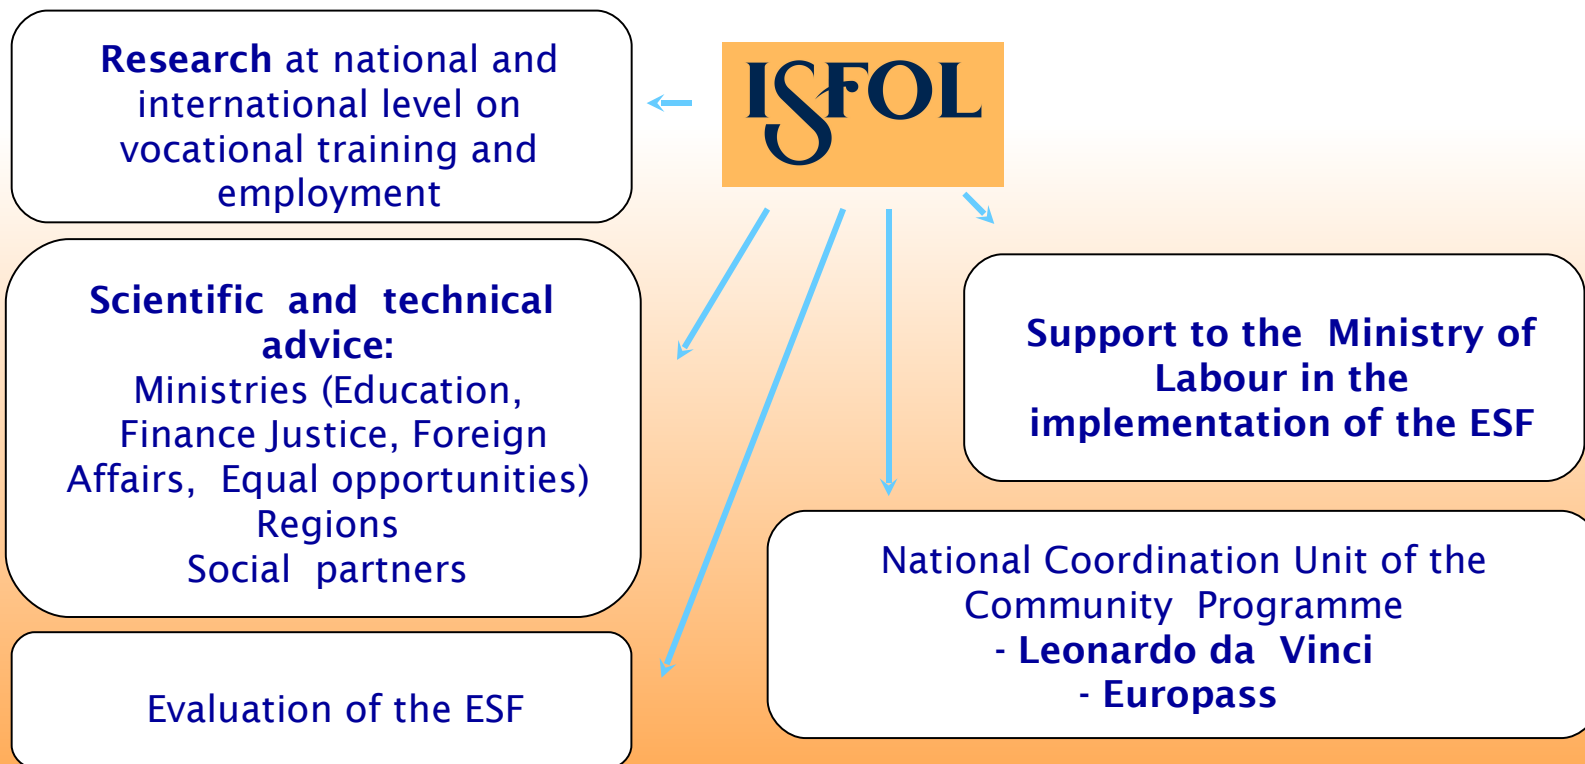 Research at national and
international level on
vocational training and
employment
ISFOL
Scientific and technical
advice:
Ministries (Education,
Finance Justice, Foreign
Affairs, Equal opportunities)
Regions
Social partners
Evaluation of the ESF
Support to the Ministry of
Labour in the
implementation of the ESF
National Coordination Unit of the
Community Programme
- Leonardo da Vinci
- Europass